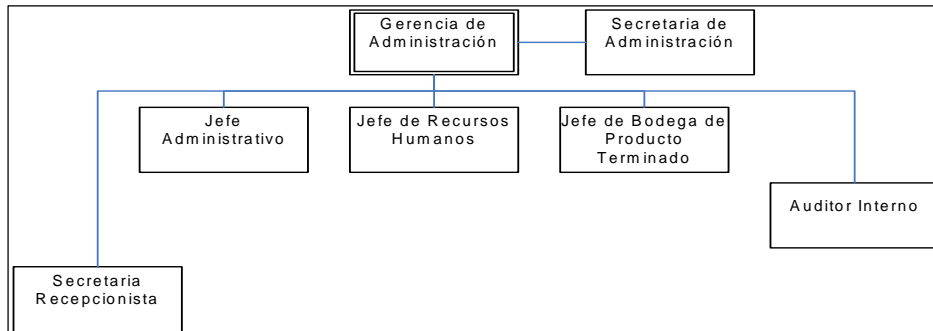 Gerencia de
Administración
Secretaria de
Administración
Jefe
Administrativo
Jefe de Recursos
Humanos
Jefe de Bodega de
Producto
Terminado
Auditor Interno
Secretaria
Recepcionista